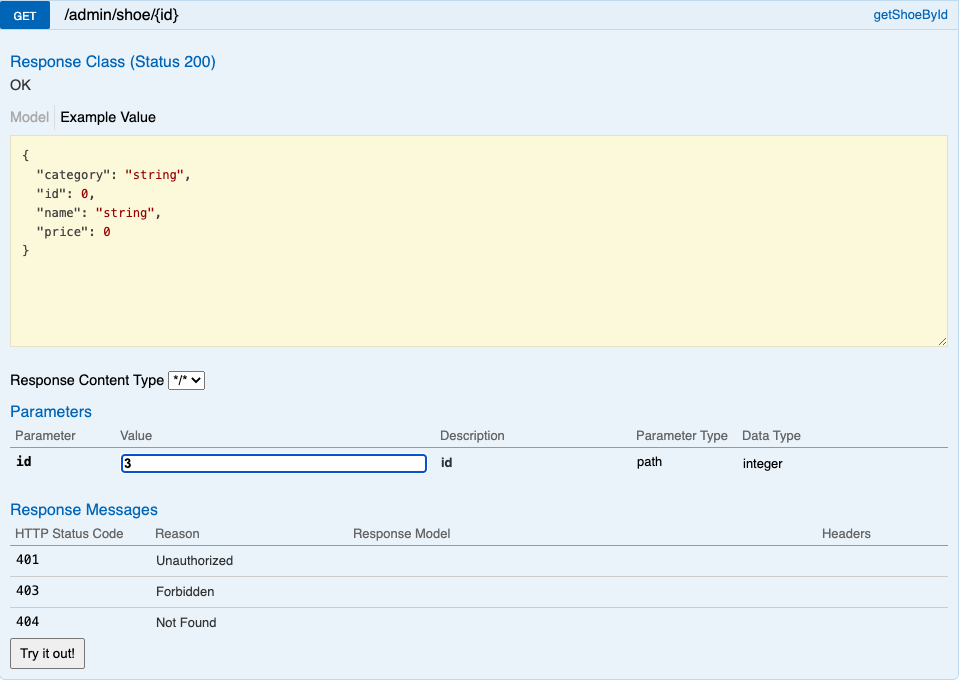 GET /admin/shoe/{id} getShoeById
Response Class (Status 200)
OK
Model Example Value
{
  "category": "string",
  "id": 0,
  "name": "string",
  "price": 0
}
Response Content Type */*
Parameters
Parameter Value Description Parameter Type Data Type
id 3 id path integer
Response Messages
HTTP Status Code Reason Response Model Headers
401 Unauthorized
403 Forbidden
404 Not Found
Try it out!